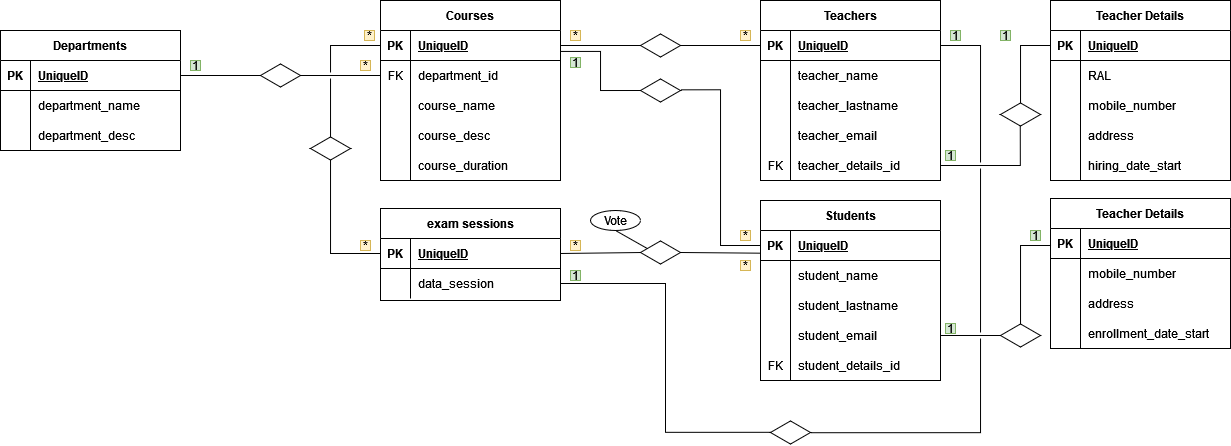 Departments
PK UniqueID
department_name
department_desc
1
*
*
Courses
PK UniqueID
FK department_id
course_name
course_desc
course_duration
*
1
*
Teachers
PK UniqueID
teacher_name
teacher_lastname
teacher_email
FK teacher_details_id
1
1
1
Teacher Details
PK UniqueID
RAL
mobile_number
address
hiring_date_start
exam sessions
PK UniqueID
data_session
*
*
1
Vote
*
*
Students
PK UniqueID
student_name
student_lastname
student_email
FK student_details_id
1
1
Teacher Details
PK UniqueID
mobile_number
address
enrollment_date_start